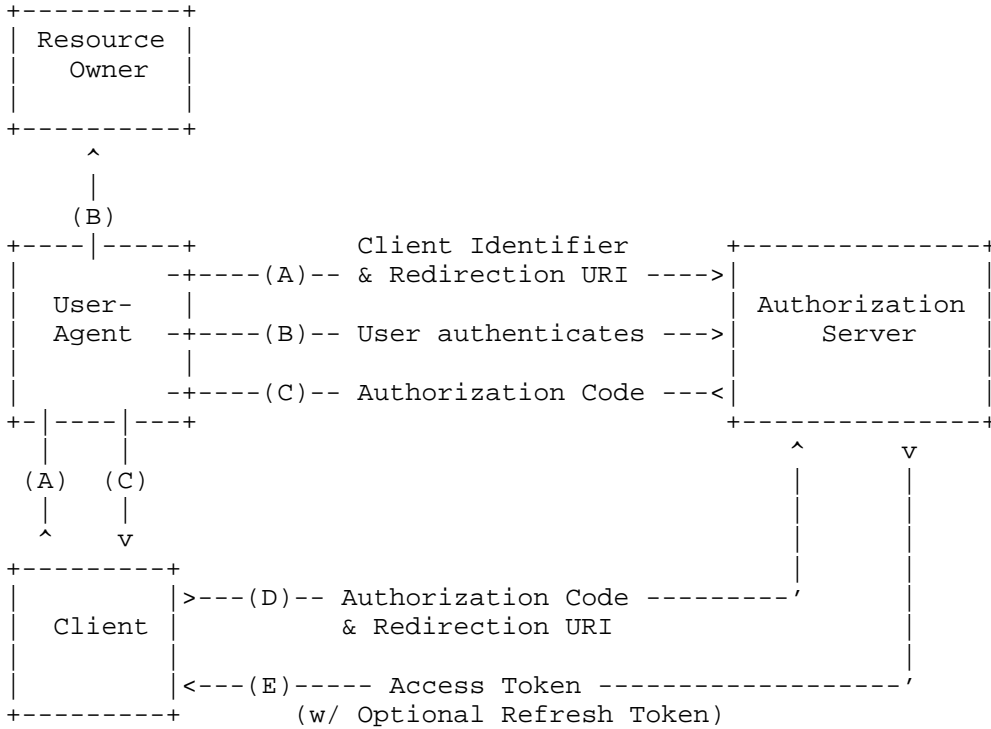 Resource
Owner
(B)
Client Identifier
(A) & Redirection URI
User-
Agent
Authorization
Server
(B) User authenticates
(C) Authorization Code
(A) (C)
(D) Authorization Code
Client & Redirection URI
(E) Access Token
(w/ Optional Refresh Token)